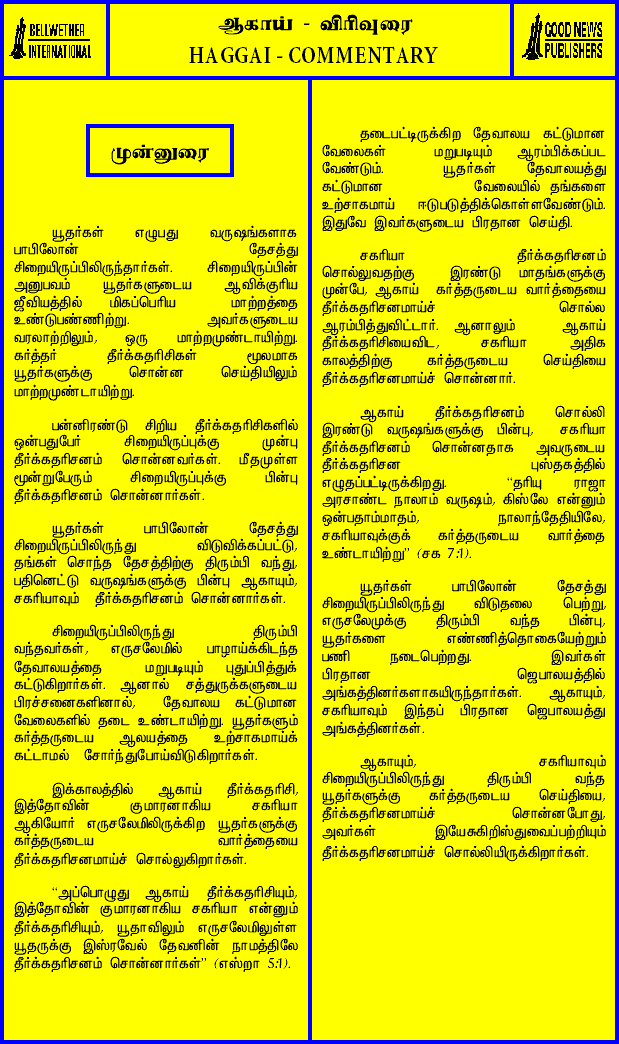 BELLWETHER
INTERNATIONAL
ஆகாய் - விரிவுரை
HAGGAI - COMMENTARY
GOOD NEWS
PUBLISHERS
முன்னுரை
யூதர்கள் எழுபது வருஷங்களாக
பாபிலோன் தேசத்து
சிறையிருப்பிலிருந்தார்கள். சிறையிருப்பின்
அனுபவம் யூதர்களுடைய ஆவிக்குரிய
ஜீவியத்தில் மிகப்பெரிய மாற்றத்தை
உண்டுபண்ணிற்று. அவர்களுடைய
வரலாற்றிலும், ஒரு மாற்றமுண்டாயிற்று.
கர்த்தர் தீர்க்கதரிசிகள் மூலமாக
யூதர்களுக்கு சொன்ன செய்தியிலும்
மாற்றமுண்டாயிற்று.
பன்னிரண்டு சிறிய தீர்க்கதரிசிகளில்
ஒன்பதுபேர் சிறையிருப்புக்கு முன்பு
தீர்க்கதரிசனம் சொன்னவர்கள். மீதமுள்ள
மூன்றுபேரும் சிறையிருப்புக்கு பின்பு
தீர்க்கதரிசனம் சொன்னார்கள்.
யூதர்கள் பாபிலோன் தேசத்து
சிறையிருப்பிலிருந்து விடுவிக்கப்பட்டு,
தங்கள் சொந்த தேசத்திற்கு திரும்பி வந்து,
பதினெட்டு வருஷங்களுக்கு பின்பு ஆகாயும்,
சகரியாவும் தீர்க்கதரிசனம் சொன்னார்கள்.
சிறையிருப்பிலிருந்து திரும்பி
வந்தவர்கள், எருசலேமில் பாழாய்க்கிடந்த
தேவாலயத்தை மறுபடியும் புதுப்பித்துக்
கட்டுகிறார்கள். ஆனால் சத்துருக்களுடைய
பிரச்சனைகளினால், தேவாலய கட்டுமான
வேலைகளில் தடை உண்டாயிற்று. யூதர்களும்
கர்த்தருடைய ஆலயத்தை உற்சாகமாய்க்
கட்டாமல் சோர்ந்துபோய்விடுகிறார்கள்.
இக்காலத்தில் ஆகாய் தீர்க்கதரிசி,
இத்தோவின் குமாரனாகிய சகரியா
ஆகியோர் எருசலேமிலிருக்கிற யூதர்களுக்கு
கர்த்தருடைய வார்த்தையை
தீர்க்கதரிசனமாய்ச் சொல்லுகிறார்கள்.
“அப்பொழுது ஆகாய் தீர்க்கதரிசியும்,
இத்தோவின் குமாரனாகிய சகரியா என்னும்
தீர்க்கதரிசியும், யூதாவிலும் எருசலேமிலுள்ள
யூதருக்கு இஸ்ரவேல் தேவனின் நாமத்திலே
தீர்க்கதரிசனம் சொன்னார்கள்” (எஸ்றா 5:1).
தடைபட்டிருக்கிற தேவாலய கட்டுமான
வேலைகள் மறுபடியும் ஆரம்பிக்கப்பட
வேண்டும். யூதர்கள் தேவாலயத்து
கட்டுமான வேலையில் தங்களை
உற்சாகமாய் ஈடுபடுத்திக்கொள்ளவேண்டும்.
இதுவே இவர்களுடைய பிரதான செய்தி.
சகரியா தீர்க்கதரிசனம்
சொல்லுவதற்கு இரண்டு மாதங்களுக்கு
முன்பே, ஆகாய் கர்த்தருடைய வார்த்தையை
தீர்க்கதரிசனமாய்ச் சொல்ல
ஆரம்பித்துவிட்டார். ஆனாலும் ஆகாய்
தீர்க்கதரிசியைவிட, சகரியா அதிக
காலத்திற்கு கர்த்தருடைய செய்தியை
தீர்க்கதரிசனமாய்ச் சொன்னார்.
ஆகாய் தீர்க்கதரிசனம் சொல்லி
இரண்டு வருஷங்களுக்கு பின்பு, சகரியா
தீர்க்கதரிசனம் சொன்னதாக அவருடைய
தீர்க்கதரிசன புஸ்தகத்தில்
எழுதப்பட்டிருக்கிறது. “தரியு ராஜா
அரசாண்ட நாலாம் வருஷம், கிஸ்லே என்னும்
ஒன்பதாம்மாதம், நாலாந்தேதியிலே,
சகரியாவுக்குக் கர்த்தருடைய வார்த்தை
உண்டாயிற்று” (சக 7:1).
யூதர்கள் பாபிலோன் தேசத்து
சிறையிருப்பிலிருந்து விடுதலை பெற்று,
எருசலேமுக்கு திரும்பி வந்த பின்பு,
யூதர்களை எண்ணித்தொகையேற்றும்
பணி நடைபெற்றது. இவர்கள்
பிரதான ஜெபாலயத்தில்
அங்கத்தினர்களாகயிருந்தார்கள். ஆகாயும்,
சகரியாவும் இந்தப் பிரதான ஜெபாலயத்து
அங்கத்தினர்கள்.
ஆகாயும், சகரியாவும்
சிறையிருப்பிலிருந்து திரும்பி வந்த
யூதர்களுக்கு கர்த்தருடைய செய்தியை,
தீர்க்கதரிசனமாய்ச் சொன்னபோது,
அவர்கள் இயேசுகிறிஸ்துவைப்பற்றியும்
தீர்க்கதரிசனமாய்ச் சொல்லியிருக்கிறார்கள்.